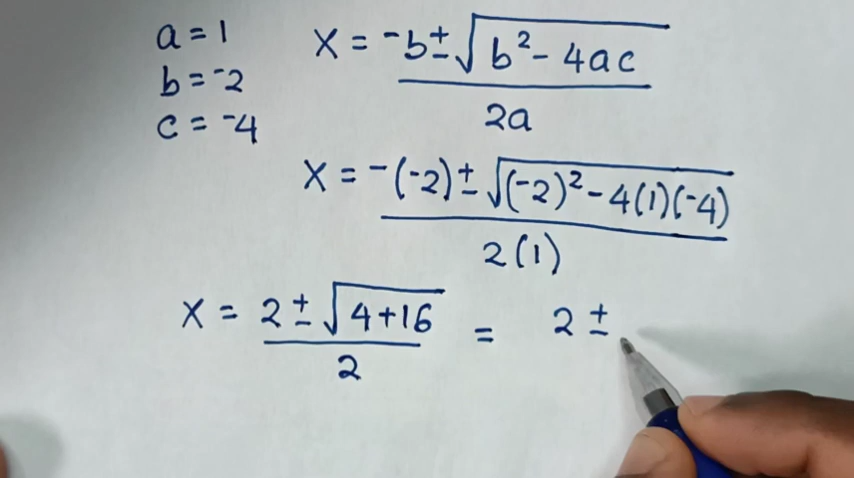 a = 1
b = -2
c = -4
x = -b ± √(b² - 4ac) / 2a
x = -(-2) ± √((-2)² - 4(1)(-4)) / 2(1)
x = 2 ± √(4+16) / 2 = 2 ±